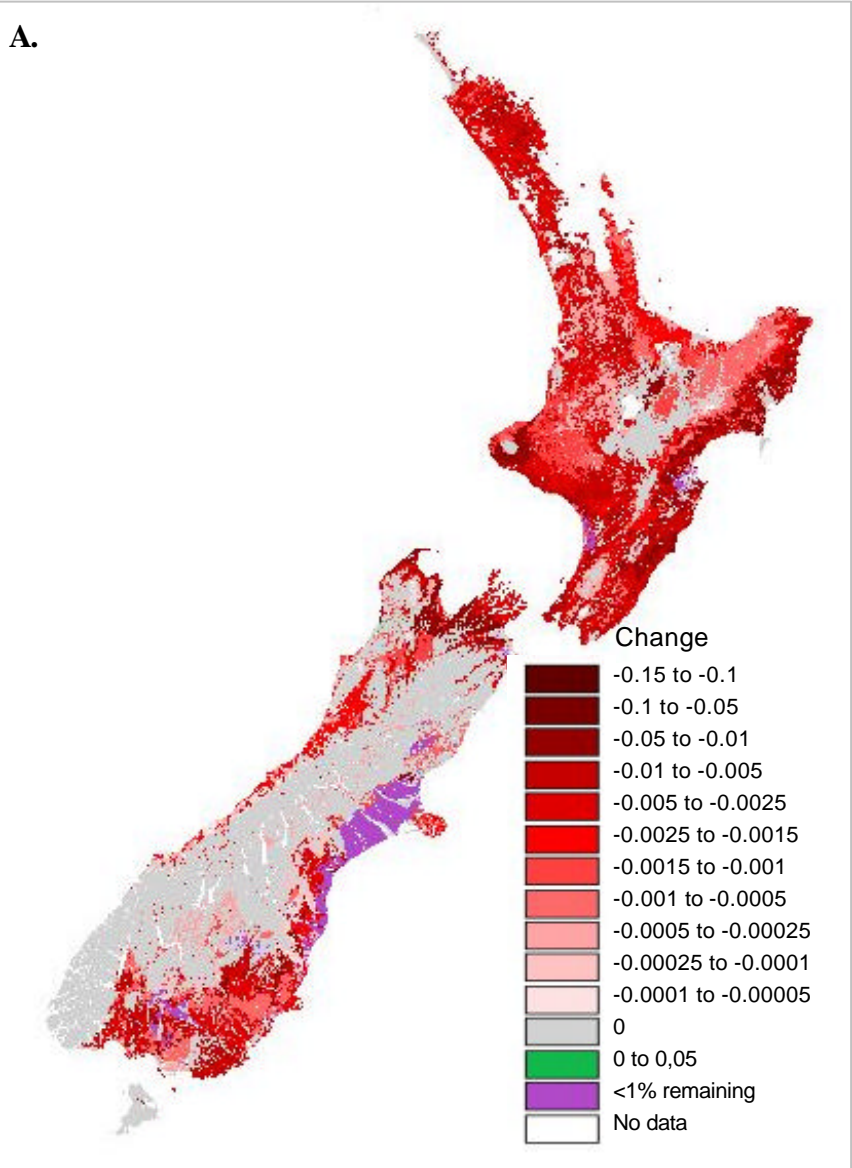 A.
Change
-0.15 to -0.1
-0.1 to -0.05
-0.05 to -0.01
-0.01 to -0.005
-0.005 to -0.0025
-0.0025 to -0.0015
-0.0015 to -0.001
-0.001 to -0.0005
-0.0005 to -0.00025
-0.00025 to -0.0001
-0.0001 to -0.00005
0
0 to 0,05
<1% remaining
No data